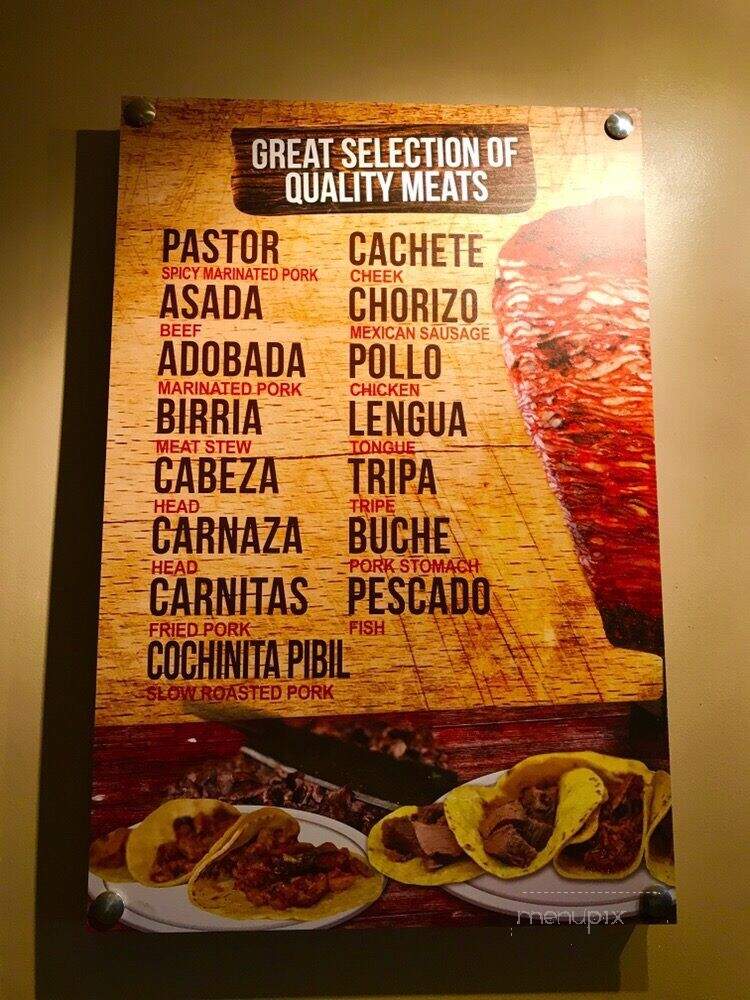 GREAT SELECTION OF
QUALITY MEATS
PASTOR
SPICY MARINATED PORK
ASADA
BEEF
ADOBADA
MARINATED PORK
BIRRIA
MEAT STEW
CABEZA
HEAD
CARNAZA
HEAD
CARNITAS
FRIED PORK
COCHINITA PIBIL
SLOW ROASTED PORK
CACHETE
CHEEK
CHORIZO
MEXICAN SAUSAGE
POLLO
CHICKEN
LENGUA
TONGUE
TRIPA
TRIPE
BUCHE
PORK STOMACH
PESCADO
FISH
menupix